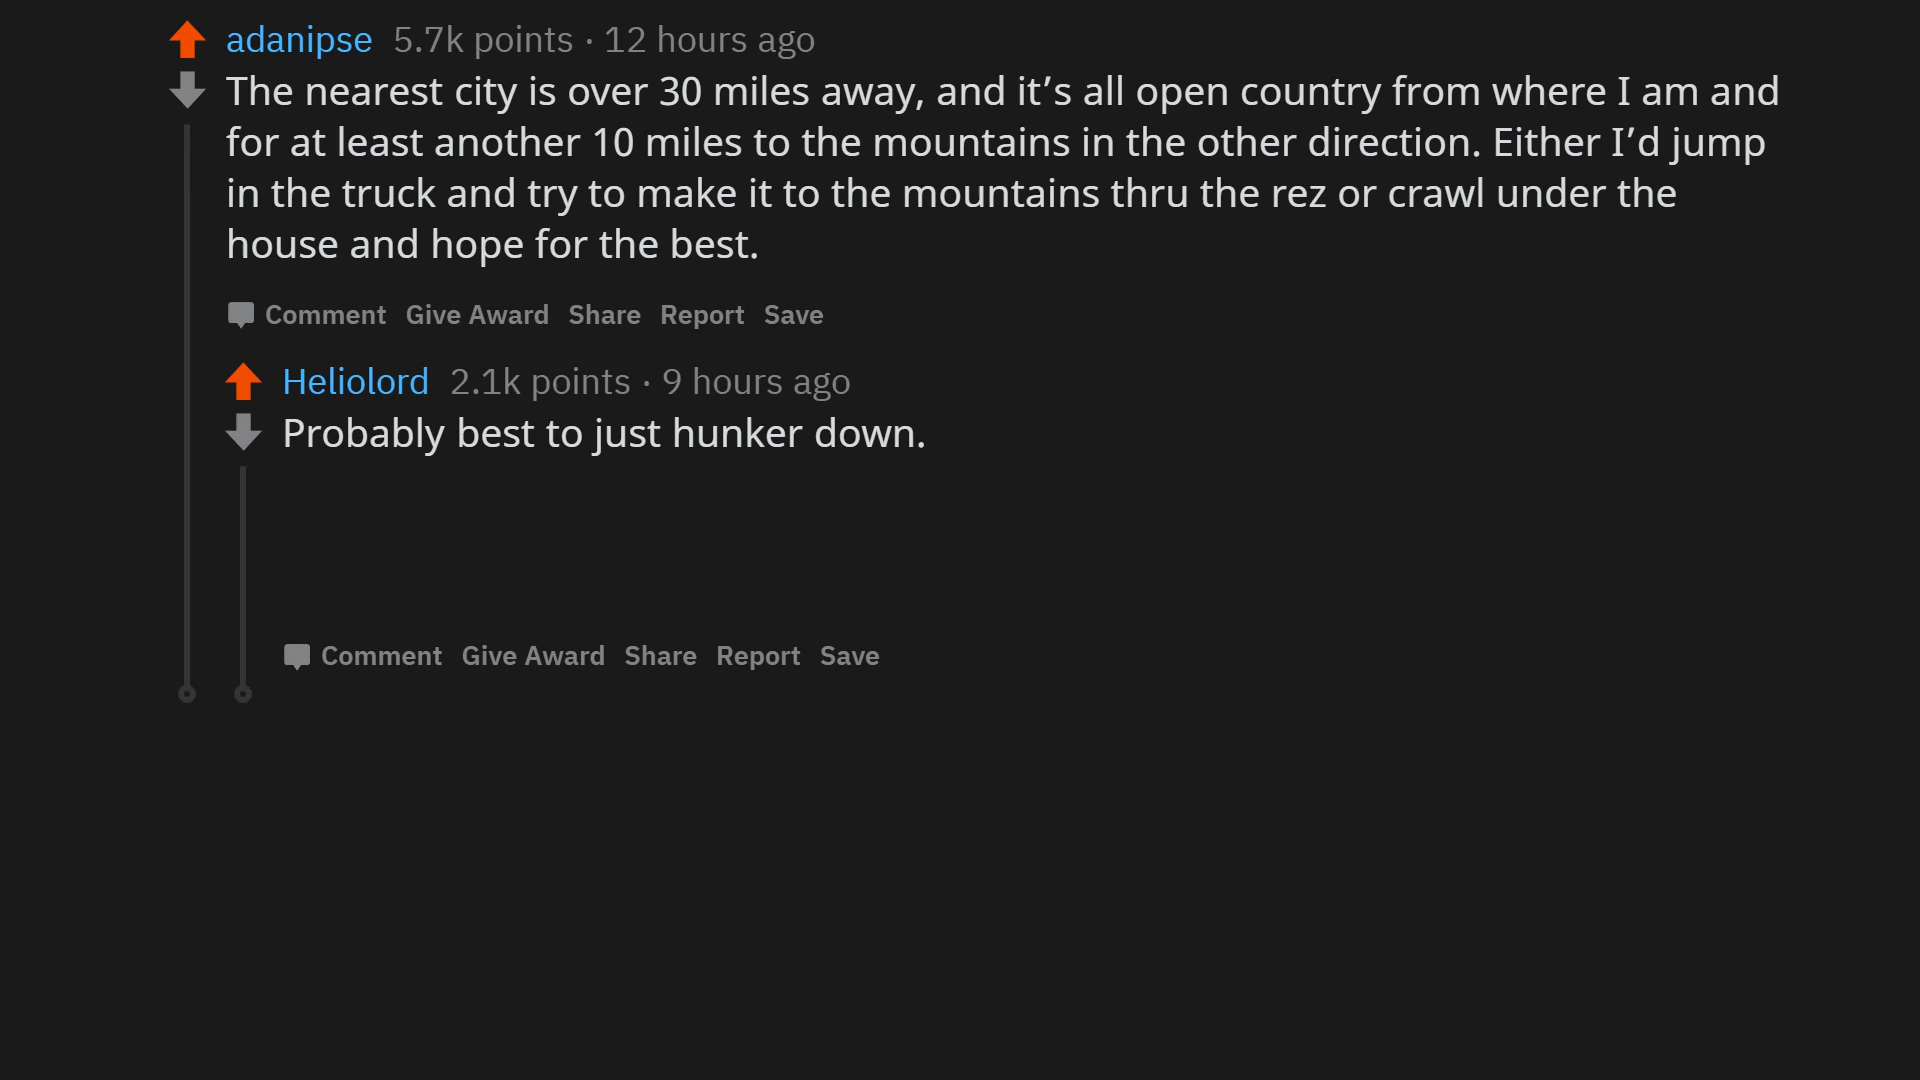 adanipse 5.7k points · 12 hours ago
The nearest city is over 30 miles away, and it’s all open country from where I am and
for at least another 10 miles to the mountains in the other direction. Either I’d jump
in the truck and try to make it to the mountains thru the rez or crawl under the
house and hope for the best.
Comment Give Award Share Report Save
Heliolord 2.1k points · 9 hours ago
Probably best to just hunker down.
Comment Give Award Share Report Save